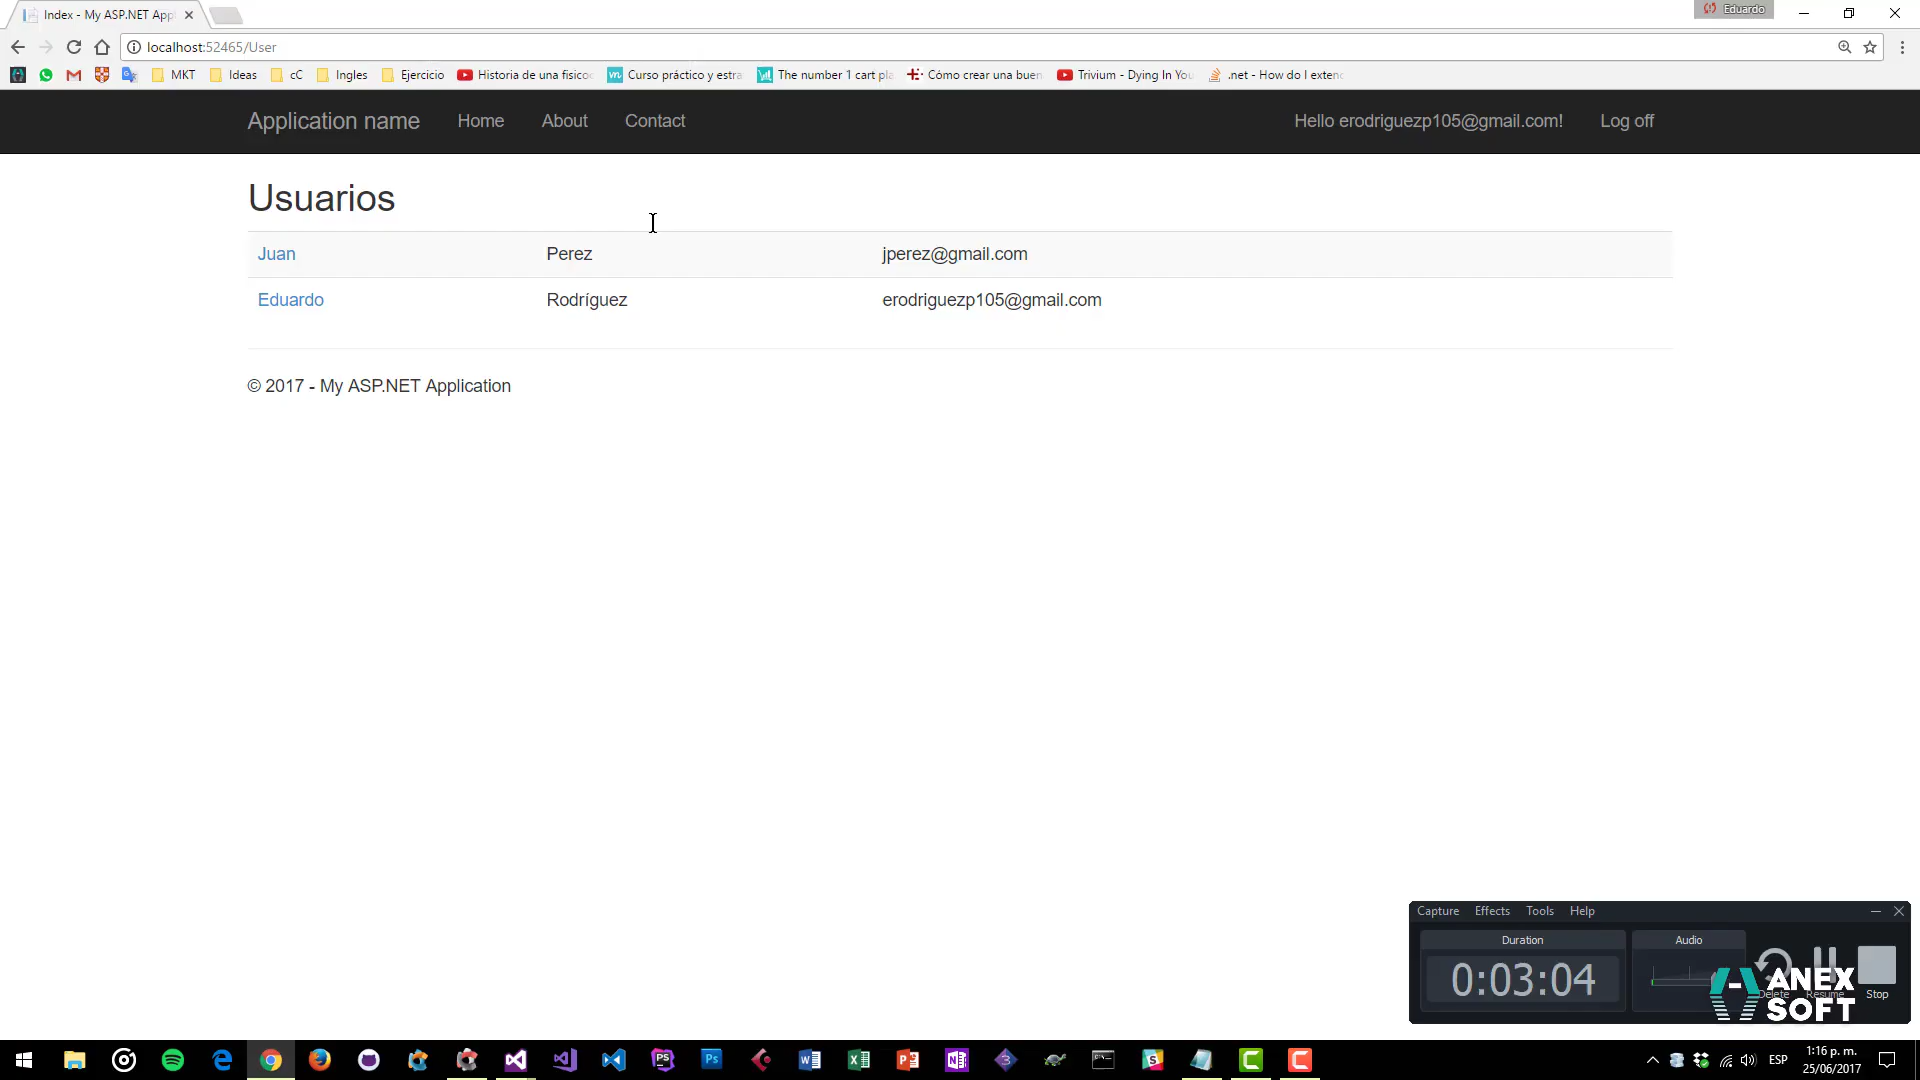 Index - My ASP.NET App
Eduardo
localhost:52465/User
MKT Ideas cC Ingles Ejercicio Historia de una fisico Curso práctico y estra The number 1 cart pla Cómo crear una buen Trivium - Dying In You .net - How do I exten
Application name Home About Contact Hello erodriguezp105@gmail.com! Log off
Usuarios
Juan Perez jperez@gmail.com
Eduardo Rodríguez erodriguezp105@gmail.com
© 2017 - My ASP.NET Application
Capture Effects Tools Help
Duration Audio
0:03:04
Delete Resume Stop
ANEX
SOFT
ESP
1:16 p. m.
25/06/2017